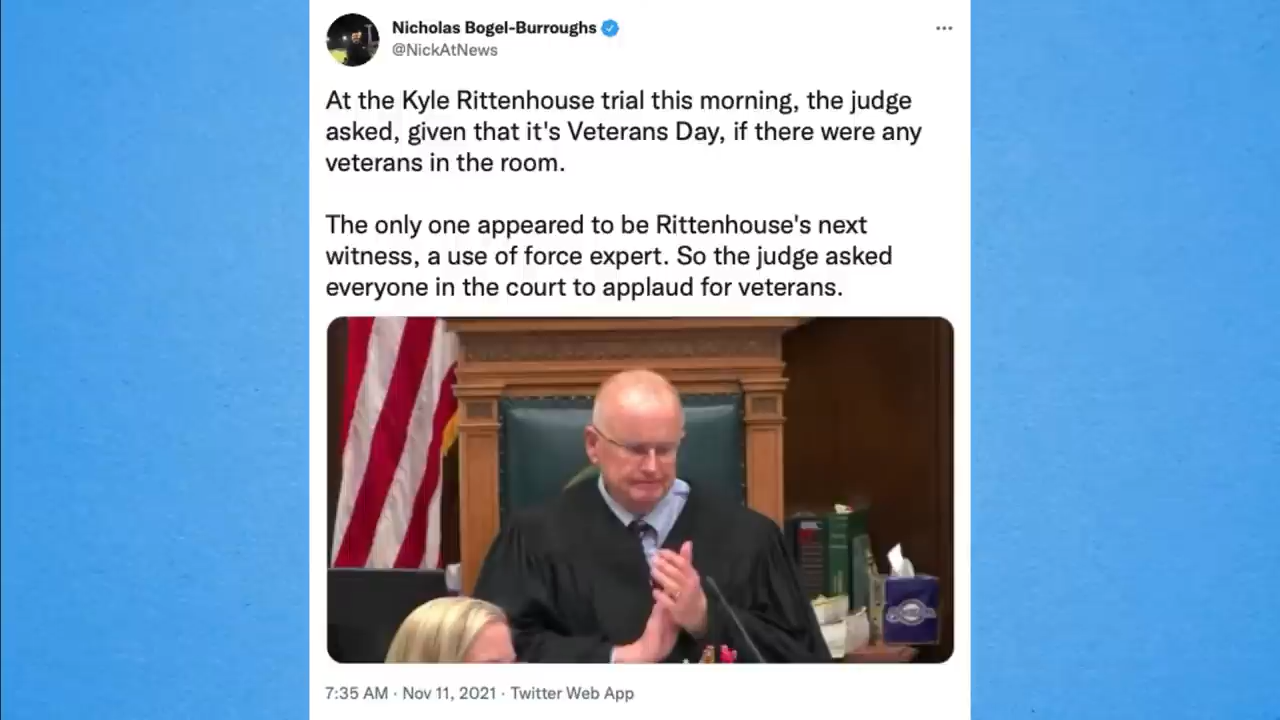 Nicholas Bogel-Burroughs
@NickAtNews
At the Kyle Rittenhouse trial this morning, the judge
asked, given that it's Veterans Day, if there were any
veterans in the room.
The only one appeared to be Rittenhouse's next
witness, a use of force expert. So the judge asked
everyone in the court to applaud for veterans.
7:35 AM · Nov 11, 2021 · Twitter Web App